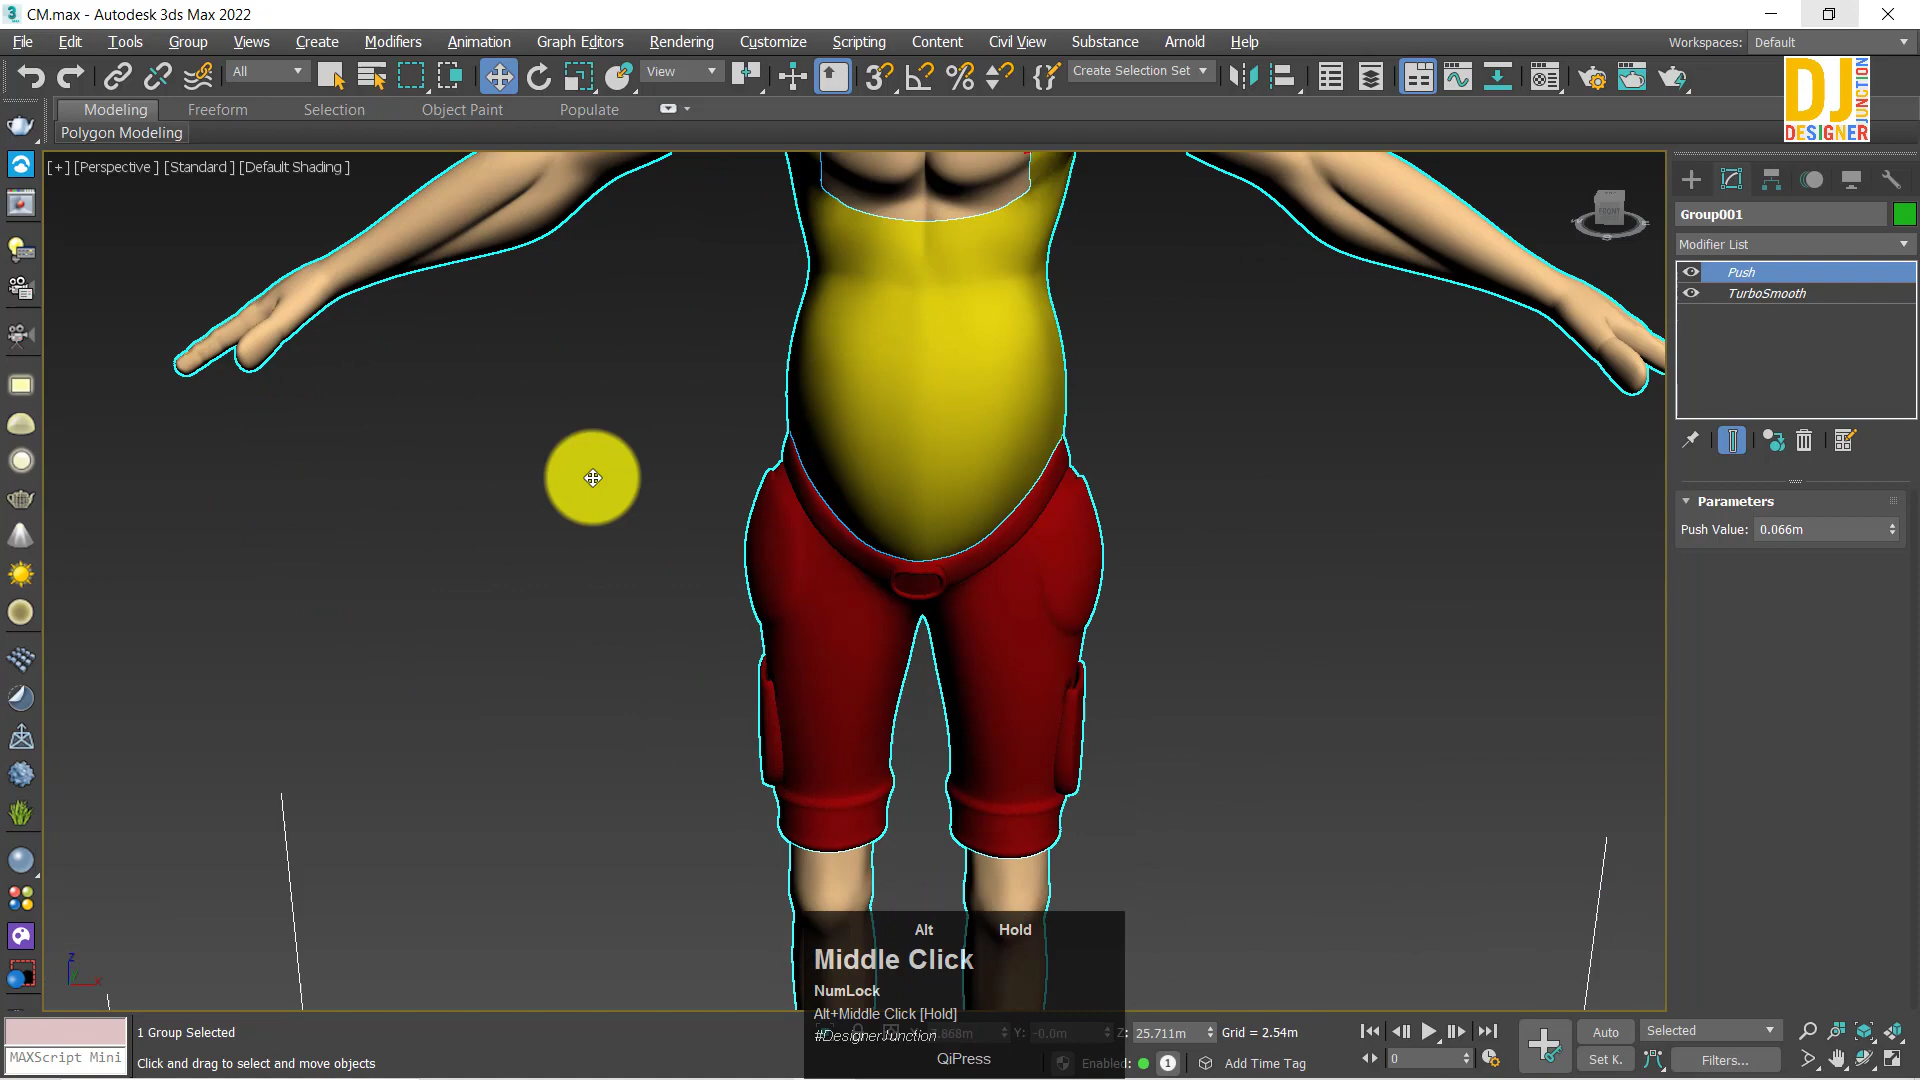 CM.max - Autodesk 3ds Max 2022
File Edit Tools Group Views Create Modifiers Animation Graph Editors Rendering Customize Scripting Content Civil View Substance Arnold Help
Workspaces: Default
All
View
Create Selection Set
DJ JUNCTION
DESIGNER
Modeling Freeform Selection Object Paint Populate
Polygon Modeling
[+] [Perspective ] [Standard ] [Default Shading ]
FRONT
Group001
Modifier List
Push
TurboSmooth
Parameters
Push Value: 0.066m
Alt Hold
Middle Click
NumLock
Alt+Middle Click [Hold]
#DesignerJunction
QiPress
z
x
1 Group Selected
MAXScript Mini
Click and drag to select and move objects
Y: -0.0m
Z: 25.711m
Grid = 2.54m
Enabled: 1
Add Time Tag
0
Auto
Selected
Set K.
Filters...